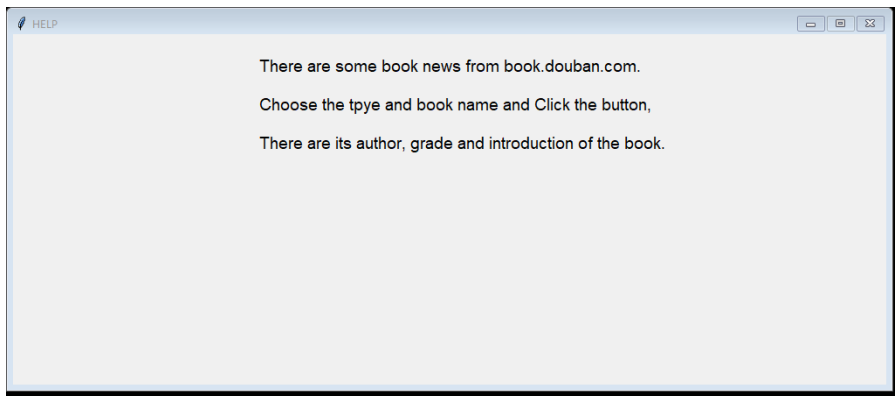 HELP
There are some book news from book.douban.com.
Choose the tpye and book name and Click the button,
There are its author, grade and introduction of the book.